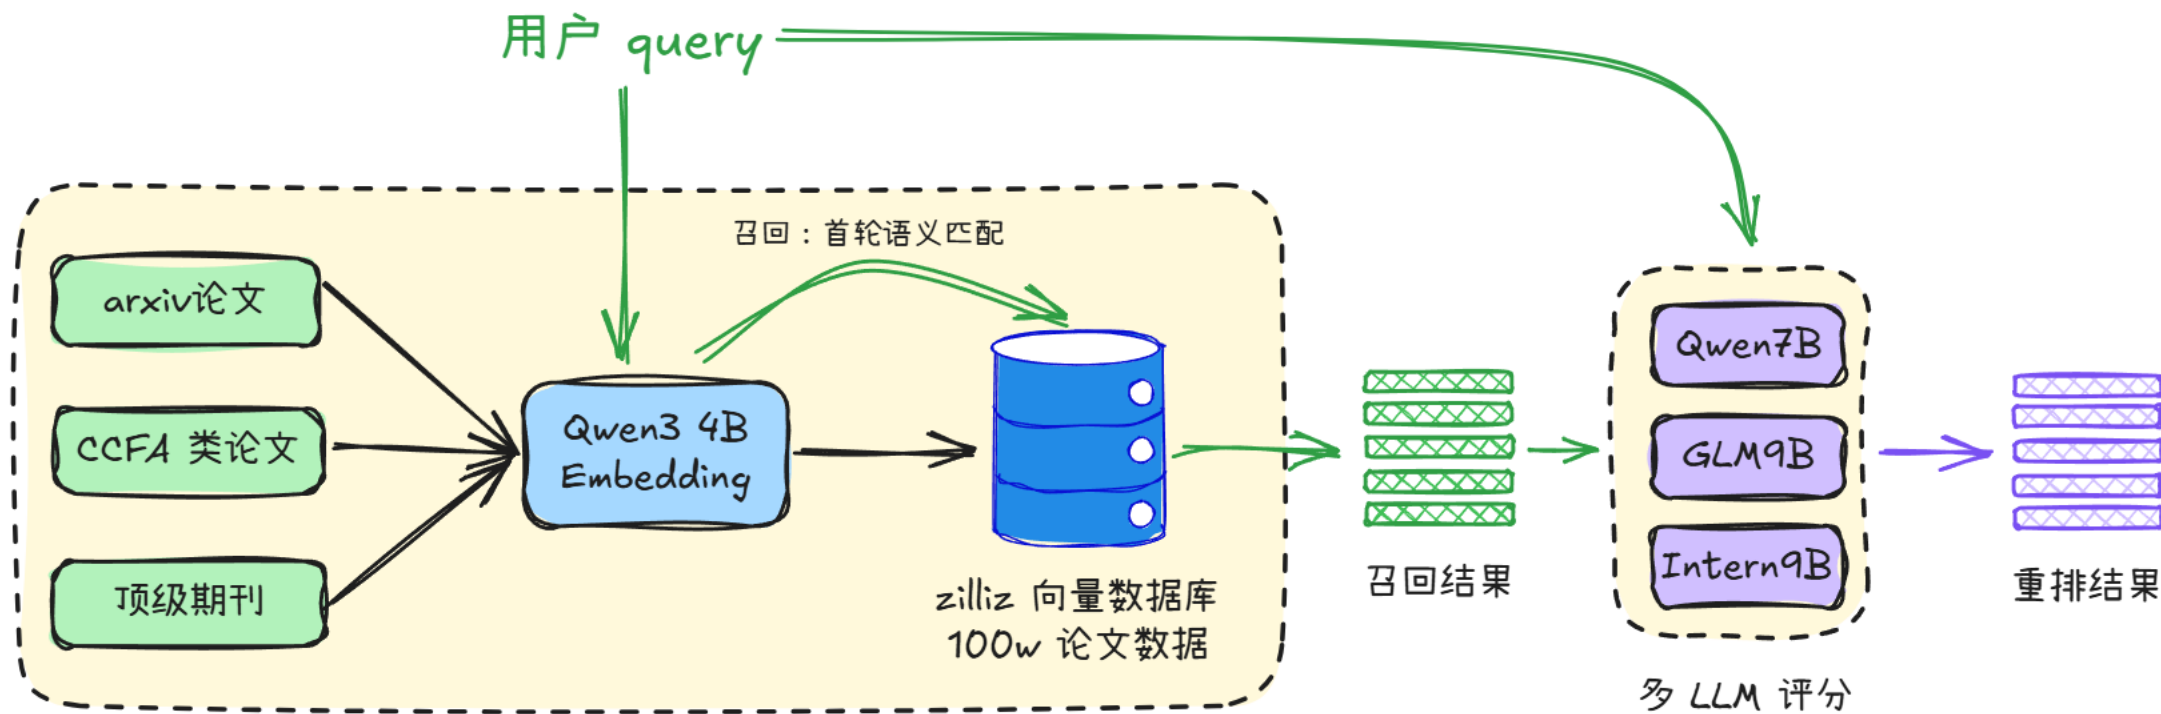 用户 query
召回：首轮语义匹配
arxiv论文
CCFA 类论文
顶级期刊
Qwen3 4B
Embedding
zilliz 向量数据库
100w 论文数据
召回结果
Qwen7B
GLM9B
Intern9B
多 LLM 评分
重排结果